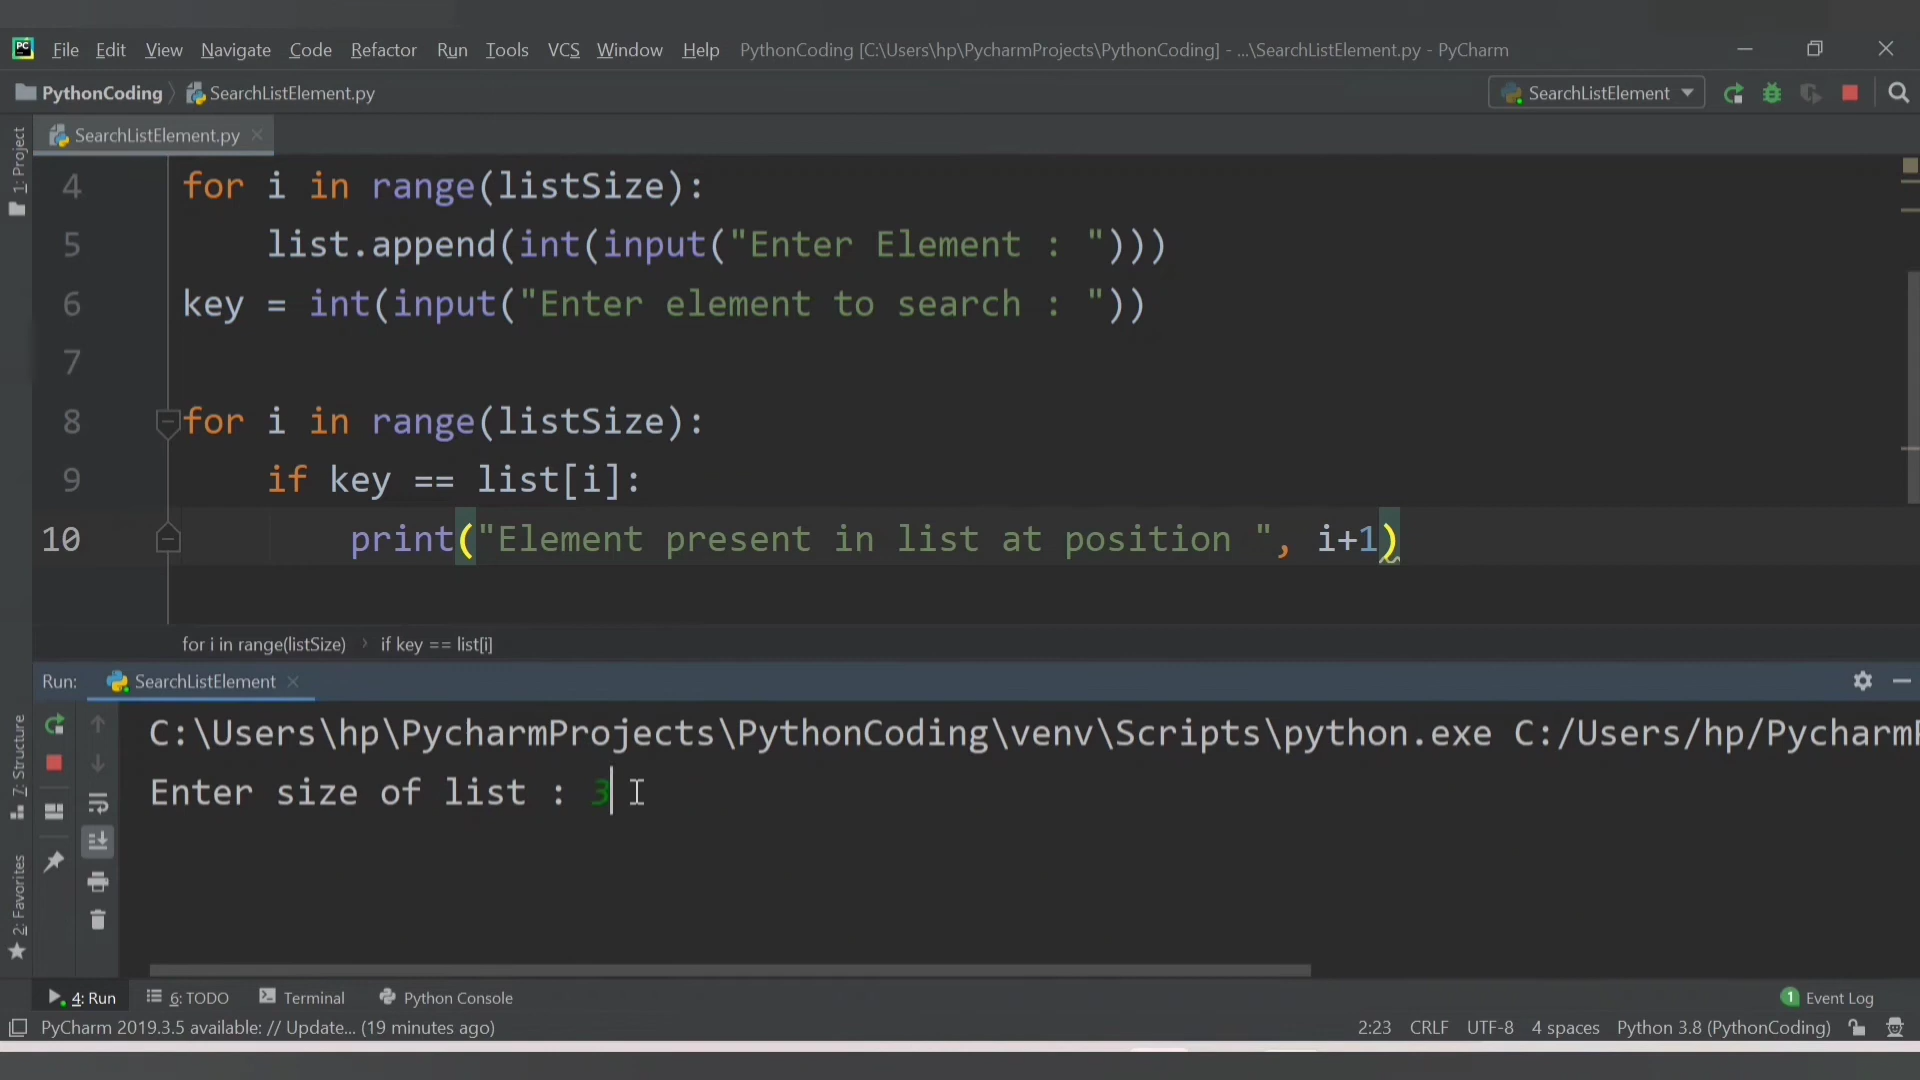 PC File Edit View Navigate Code Refactor Run Tools VCS Window Help PythonCoding [C:\Users\hp\PycharmProjects\PythonCoding] - ...\SearchListElement.py - PyCharm
PythonCoding SearchListElement.py SearchListElement
SearchListElement.py
1: Project
4 for i in range(listSize):
5 list.append(int(input("Enter Element : ")))
6 key = int(input("Enter element to search : "))
7
8 for i in range(listSize):
9 if key == list[i]:
10 print("Element present in list at position ", i+1)
for i in range(listSize) › if key == list[i]
Run: SearchListElement
C:\Users\hp\PycharmProjects\PythonCoding\venv\Scripts\python.exe C:/Users/hp/Pycharm
Enter size of list : 3
7: Structure
2: Favorites
4: Run 6: TODO Terminal Python Console 1 Event Log
PyCharm 2019.3.5 available: // Update... (19 minutes ago) 2:23 CRLF UTF-8 4 spaces Python 3.8 (PythonCoding)